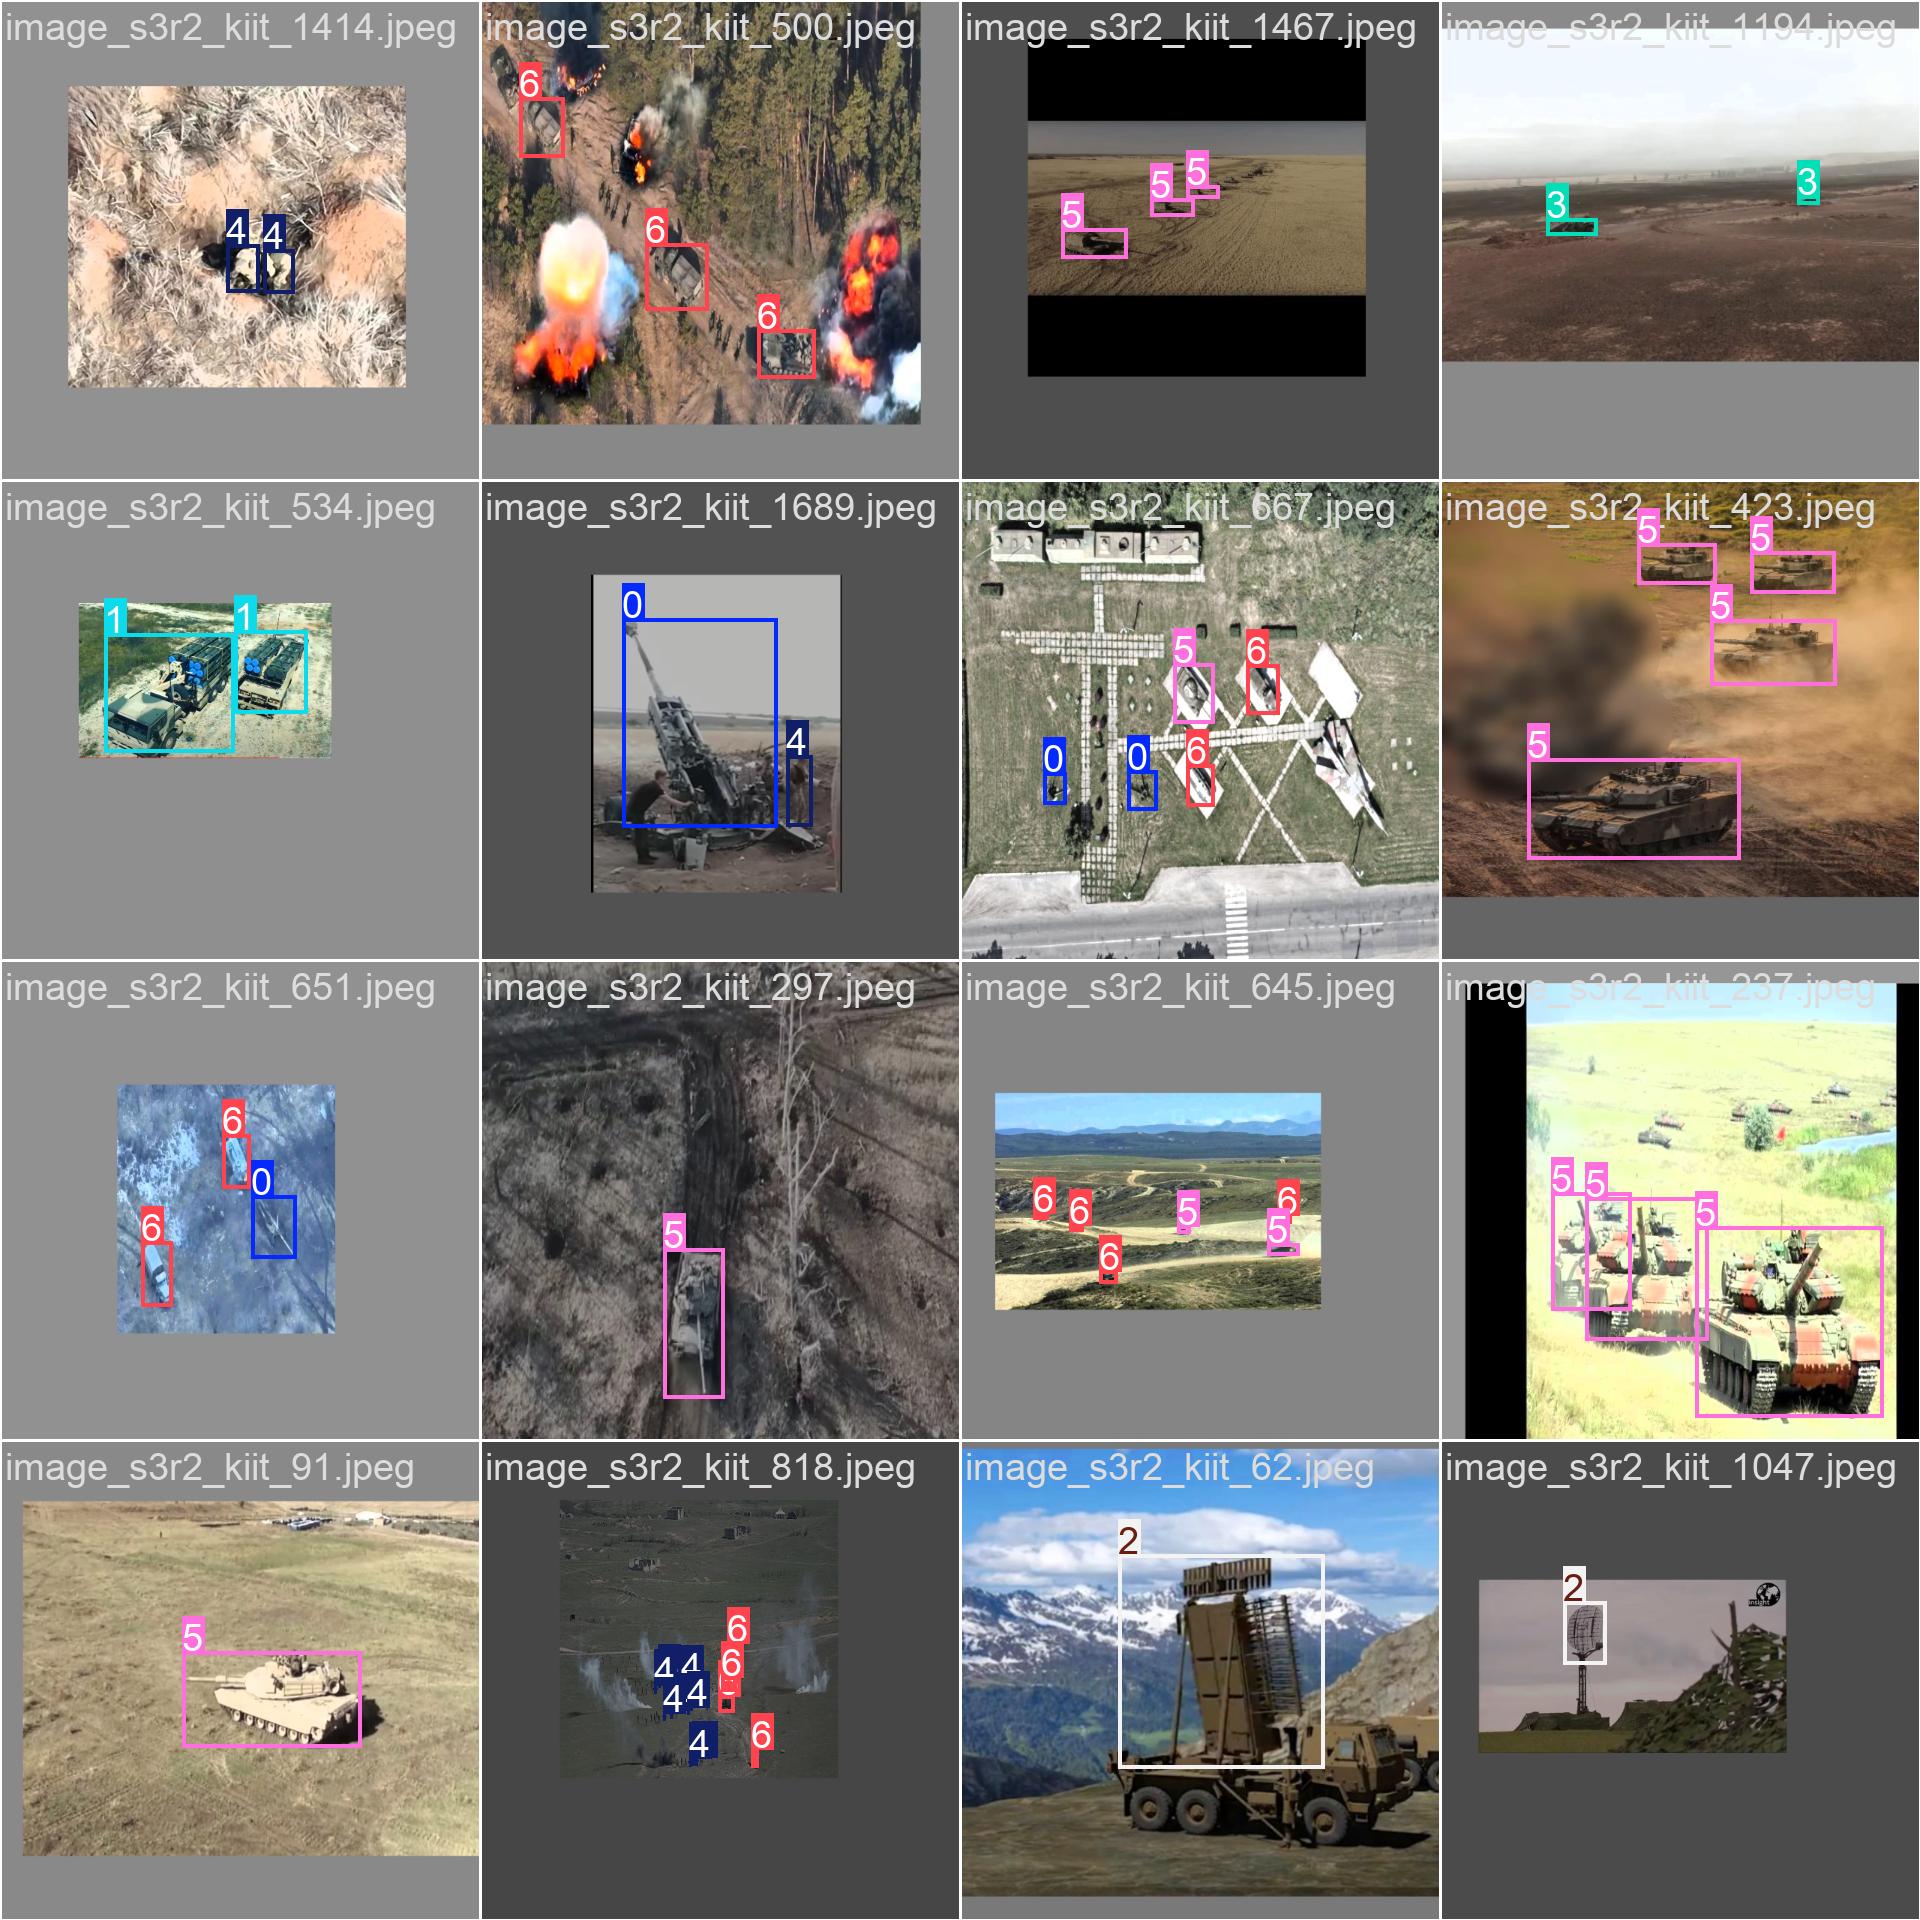 image_s3r2_kiit_1414.jpeg
image_s3r2_kiit_500.jpeg
image_s3r2_kiit_1467.jpeg
image_s3r2_kiit_1194.jpeg
4 4
6
6
6
5
5
5
3
3
image_s3r2_kiit_534.jpeg
image_s3r2_kiit_1689.jpeg
image_s3r2_kiit_667.jpeg
image_s3r2_kiit_423.jpeg
1 1
0
4
5
6
0
0
6
5
5
5
5
image_s3r2_kiit_651.jpeg
image_s3r2_kiit_297.jpeg
image_s3r2_kiit_645.jpeg
image_s3r2_kiit_237.jpeg
6
0
6
5
6
6
5
6
5
6
5 5
5
image_s3r2_kiit_91.jpeg
image_s3r2_kiit_818.jpeg
image_s3r2_kiit_62.jpeg
image_s3r2_kiit_1047.jpeg
5
6
4 4
6
4 4
4
6
2
2
insight